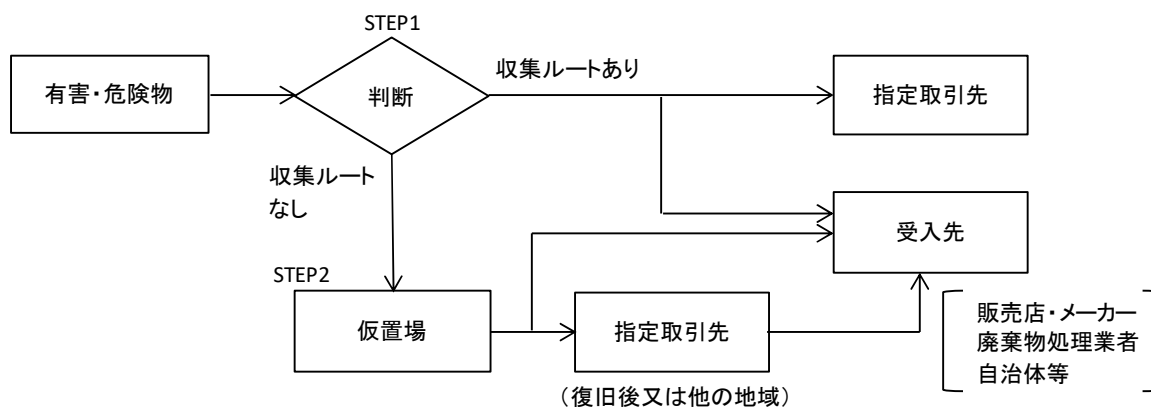 STEP1
有害・危険物
判断
収集ルートあり
指定取引先
収集ルート
なし
受入先
STEP2
仮置場
指定取引先
（復旧後又は他の地域）
販売店・メーカー
廃棄物処理業者
自治体等